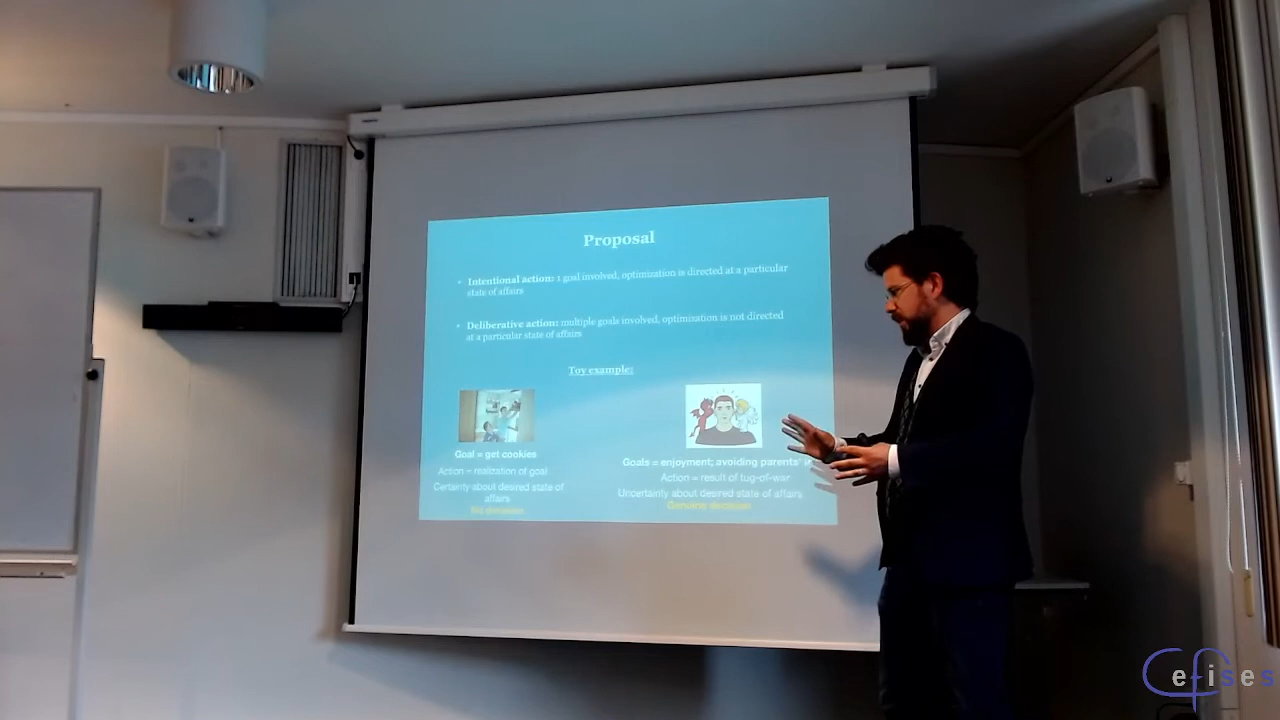 Proposal
• Intentional action: 1 goal involved, optimization is directed at a particular
state of affairs
• Deliberative action: multiple goals involved, optimization is not directed
at a particular state of affairs
Toy example:
Goal = get cookies
Action = realization of goal
Certainty about desired state of
affairs
No decision
Goals = enjoyment; avoiding parents'
Action = result of tug-of-war
Uncertainty about desired state of affairs
Genuine decision
Cefises